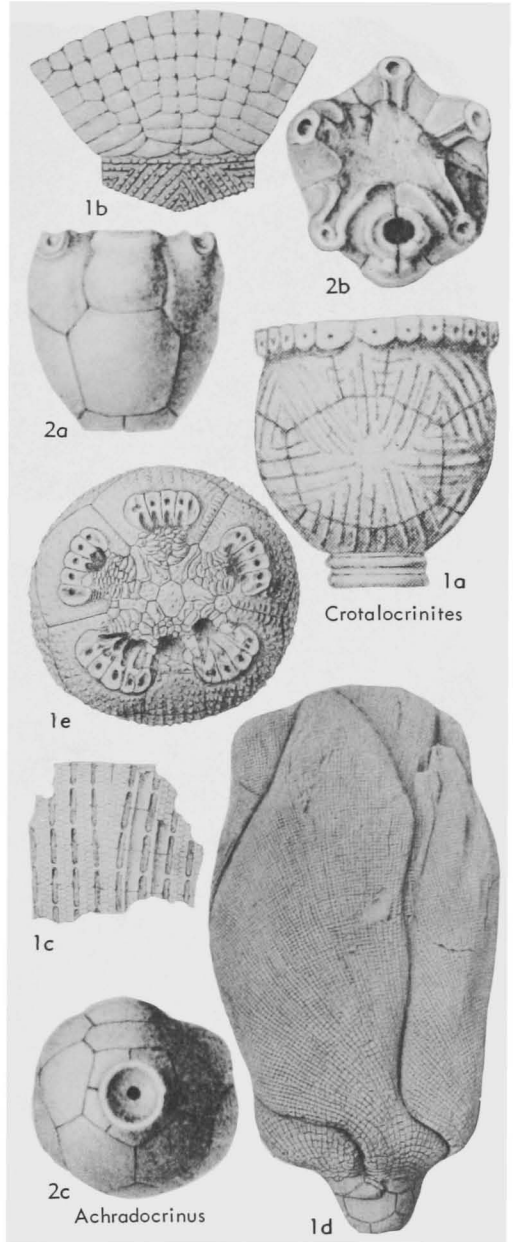 1b
2b
2a
1a
Crotalocrinites
1e
1c
2c
Achradocrinus
1d